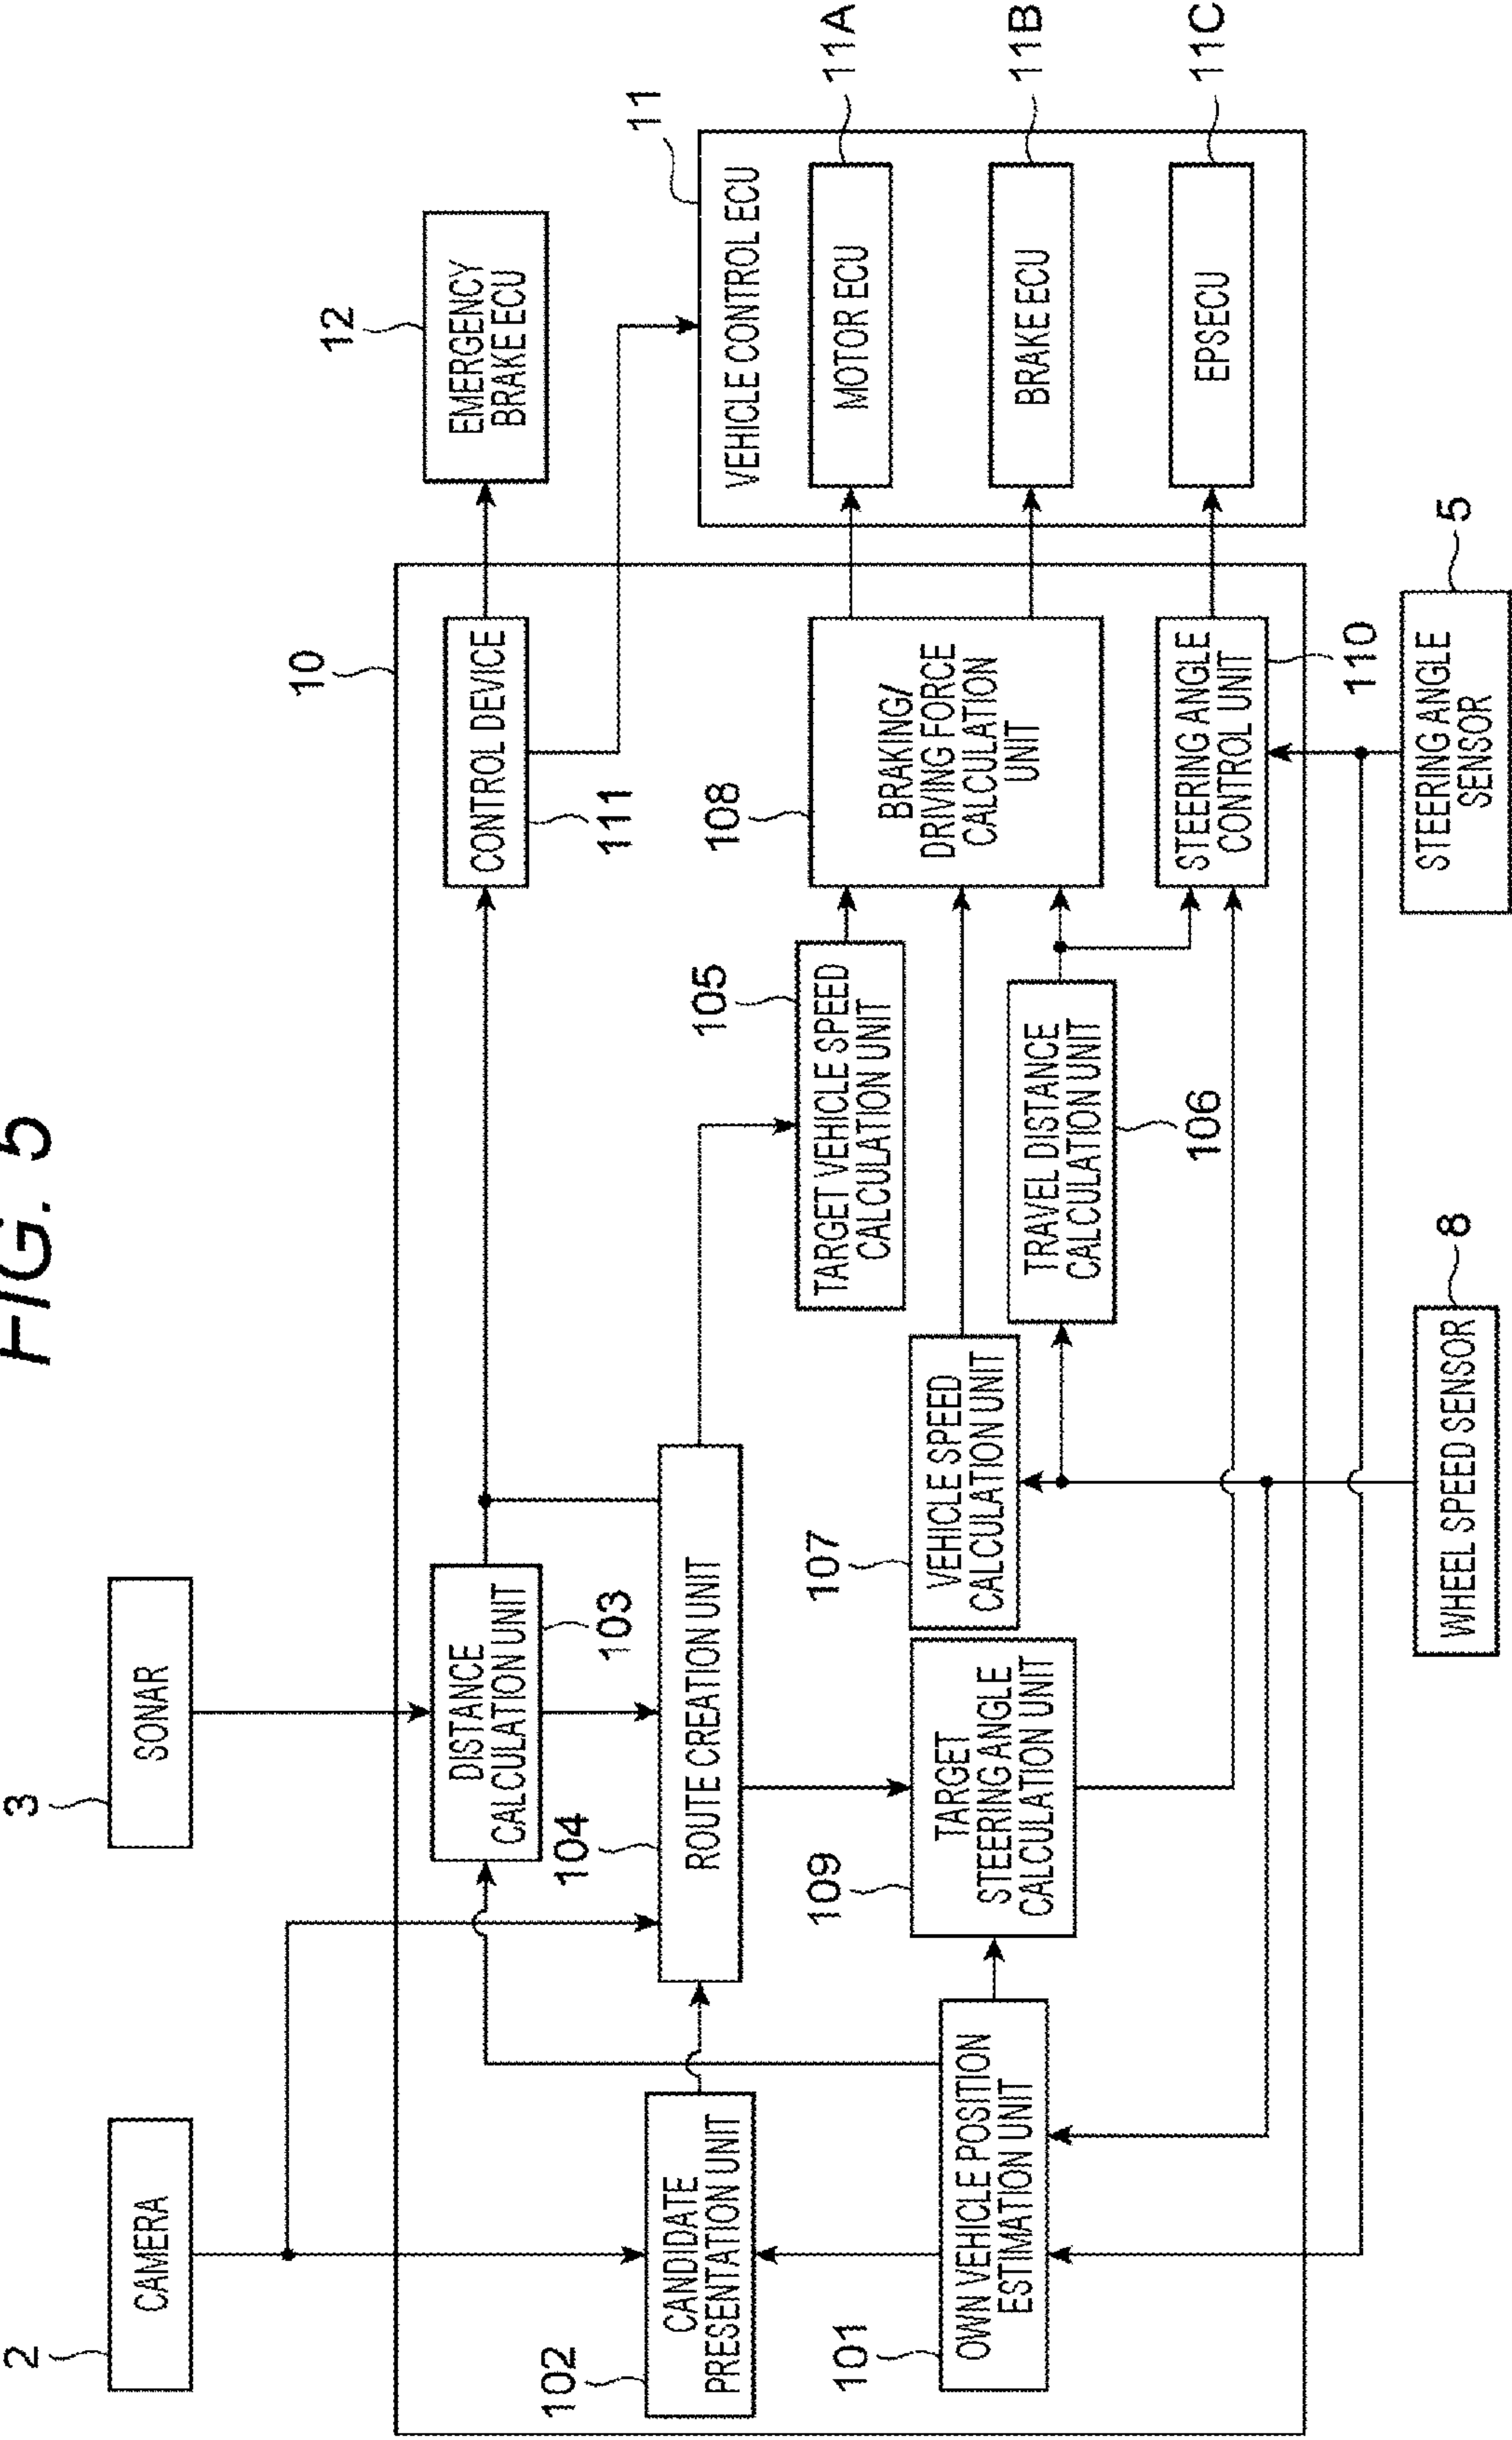 FIG. 5
2
CAMERA
3
SONAR
10
12
EMERGENCY
BRAKE ECU
102
CANDIDATE
PRESENTATION UNIT
103
DISTANCE
CALCULATION UNIT
104
ROUTE CREATION UNIT
111
CONTROL DEVICE
11
VEHICLE CONTROL ECU
105
TARGET VEHICLE SPEED
CALCULATION UNIT
108
BRAKING/
DRIVING FORCE
CALCULATION
UNIT
MOTOR ECU
11A
101
OWN VEHICLE POSITION
ESTIMATION UNIT
109
TARGET
STEERING ANGLE
CALCULATION UNIT
107
VEHICLE SPEED
CALCULATION UNIT
TRAVEL DISTANCE
CALCULATION UNIT
106
BRAKE ECU
11B
STEERING ANGLE
CONTROL UNIT
110
EPSECU
11C
8
WHEEL SPEED SENSOR
5
STEERING ANGLE
SENSOR